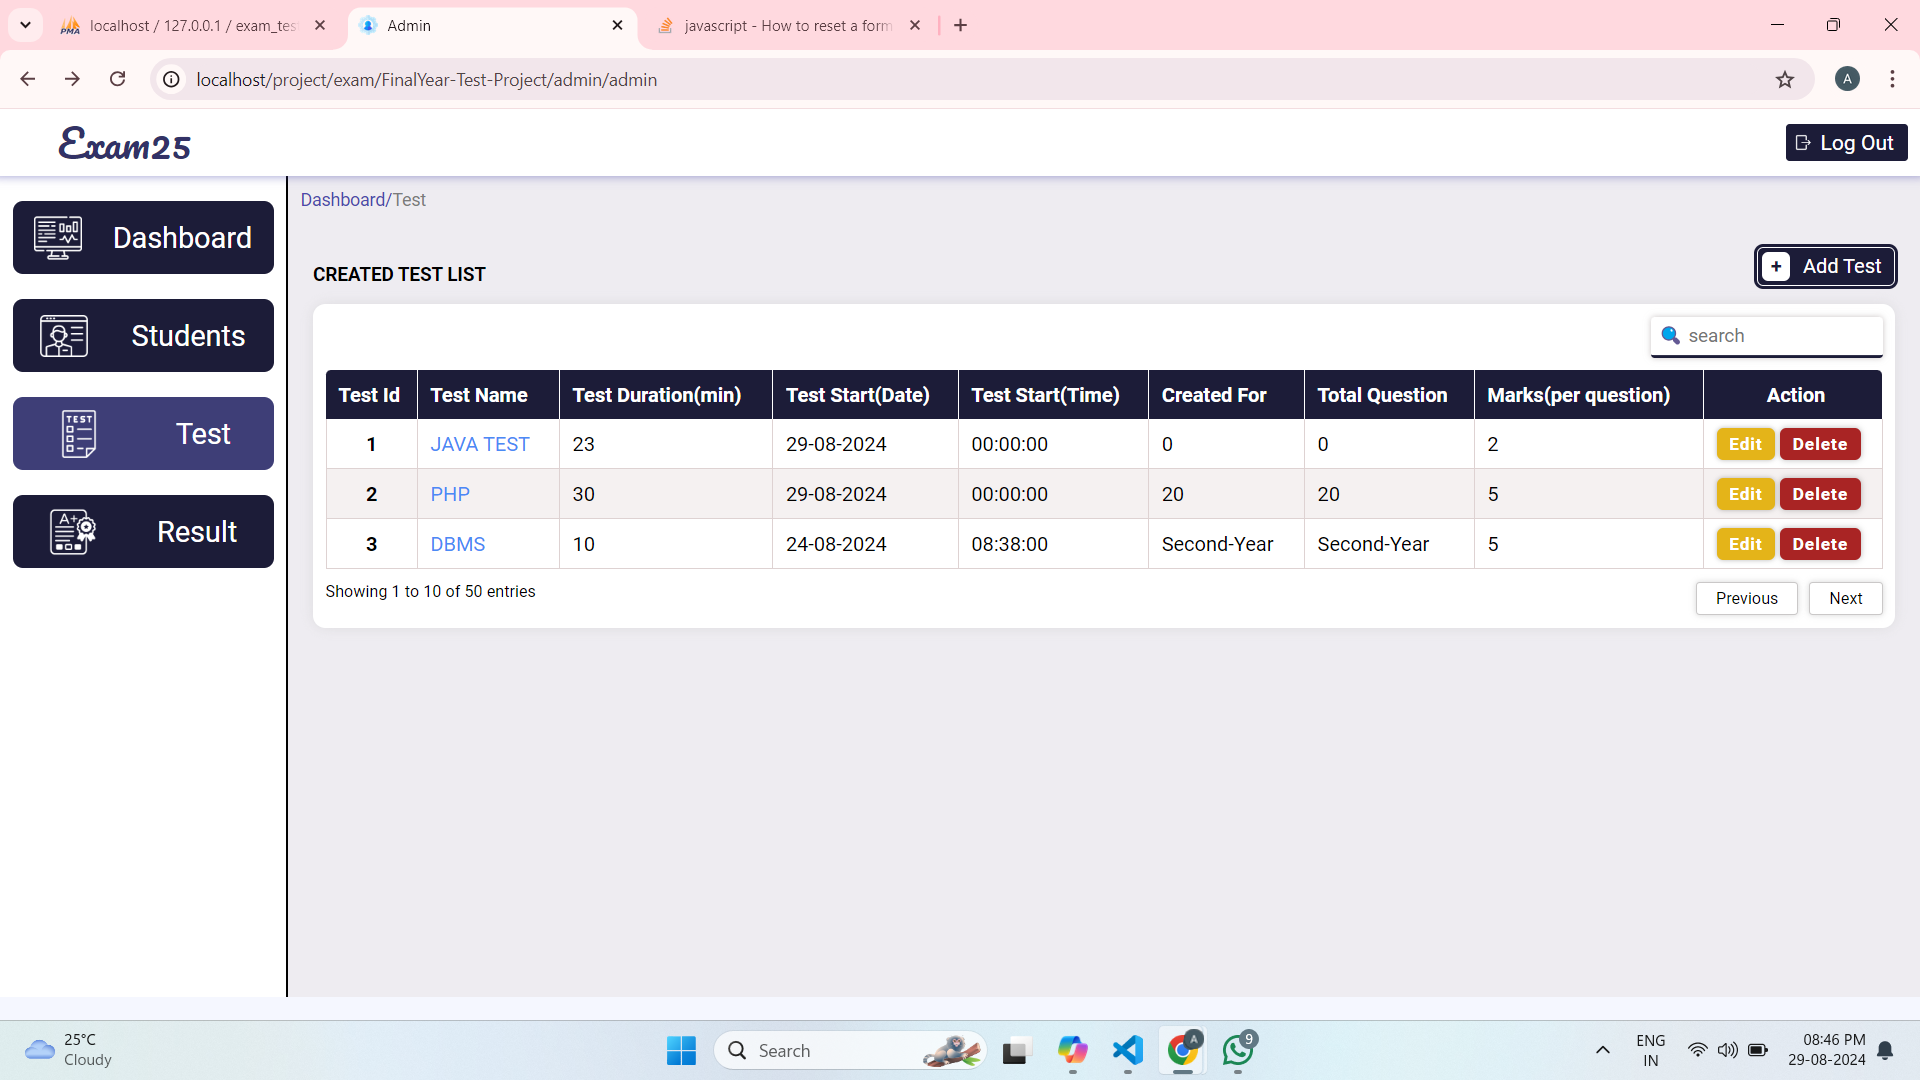 localhost / 127.0.0.1 / exam_tes
Admin
javascript - How to reset a form
localhost/project/exam/FinalYear-Test-Project/admin/admin
A
Exam25
Log Out
Dashboard
Students
Test
Result
Dashboard/Test
CREATED TEST LIST
+ Add Test
search
Test Id Test Name Test Duration(min) Test Start(Date) Test Start(Time) Created For Total Question Marks(per question) Action
1 JAVA TEST 23 29-08-2024 00:00:00 0 0 2 Edit Delete
2 PHP 30 29-08-2024 00:00:00 20 20 5 Edit Delete
3 DBMS 10 24-08-2024 08:38:00 Second-Year Second-Year 5 Edit Delete
Showing 1 to 10 of 50 entries
Previous Next
25°C
Cloudy
Search
A
9
ENG
IN
08:46 PM
29-08-2024